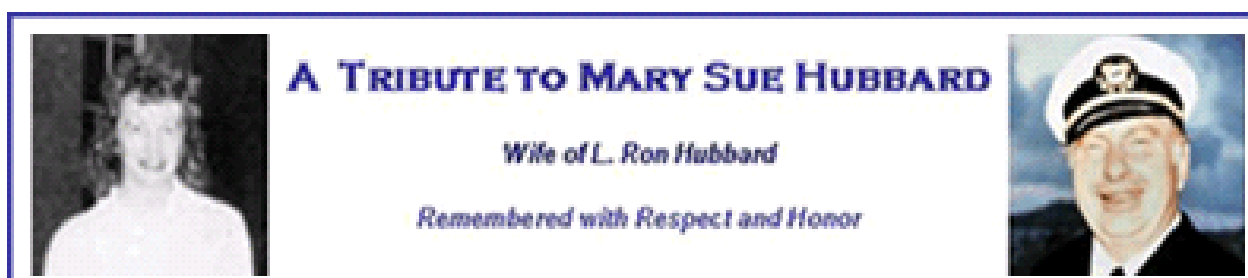 A Tribute to Mary Sue Hubbard
Wife of L. Ron Hubbard
Remembered with Respect and Honor